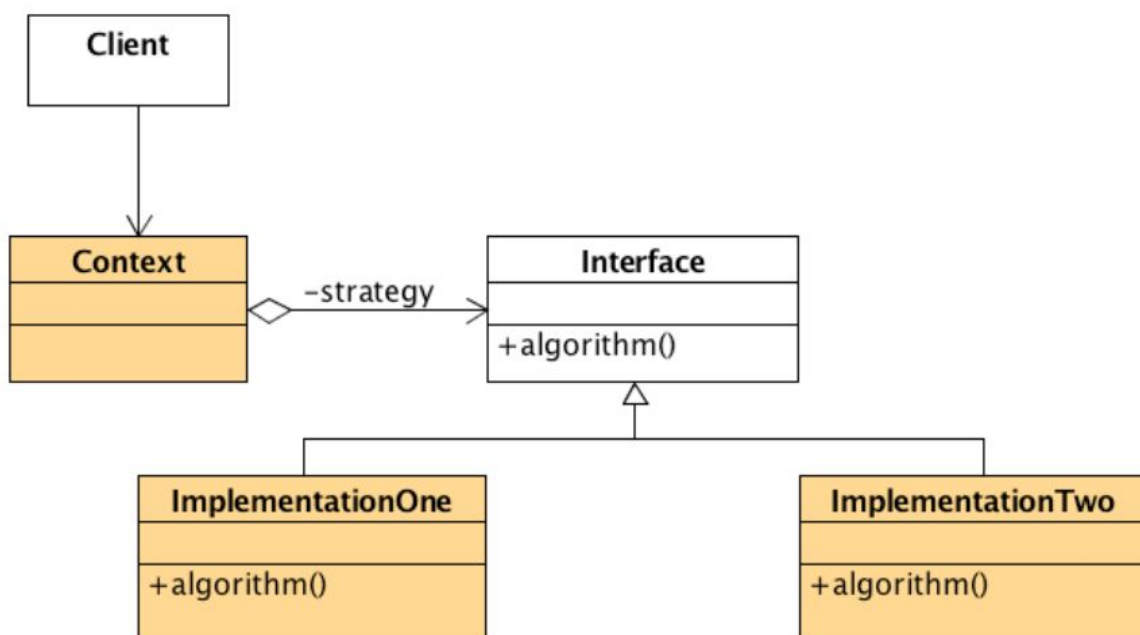 Client
Context
-strategy
Interface
+algorithm()
ImplementationOne
+algorithm()
ImplementationTwo
+algorithm()